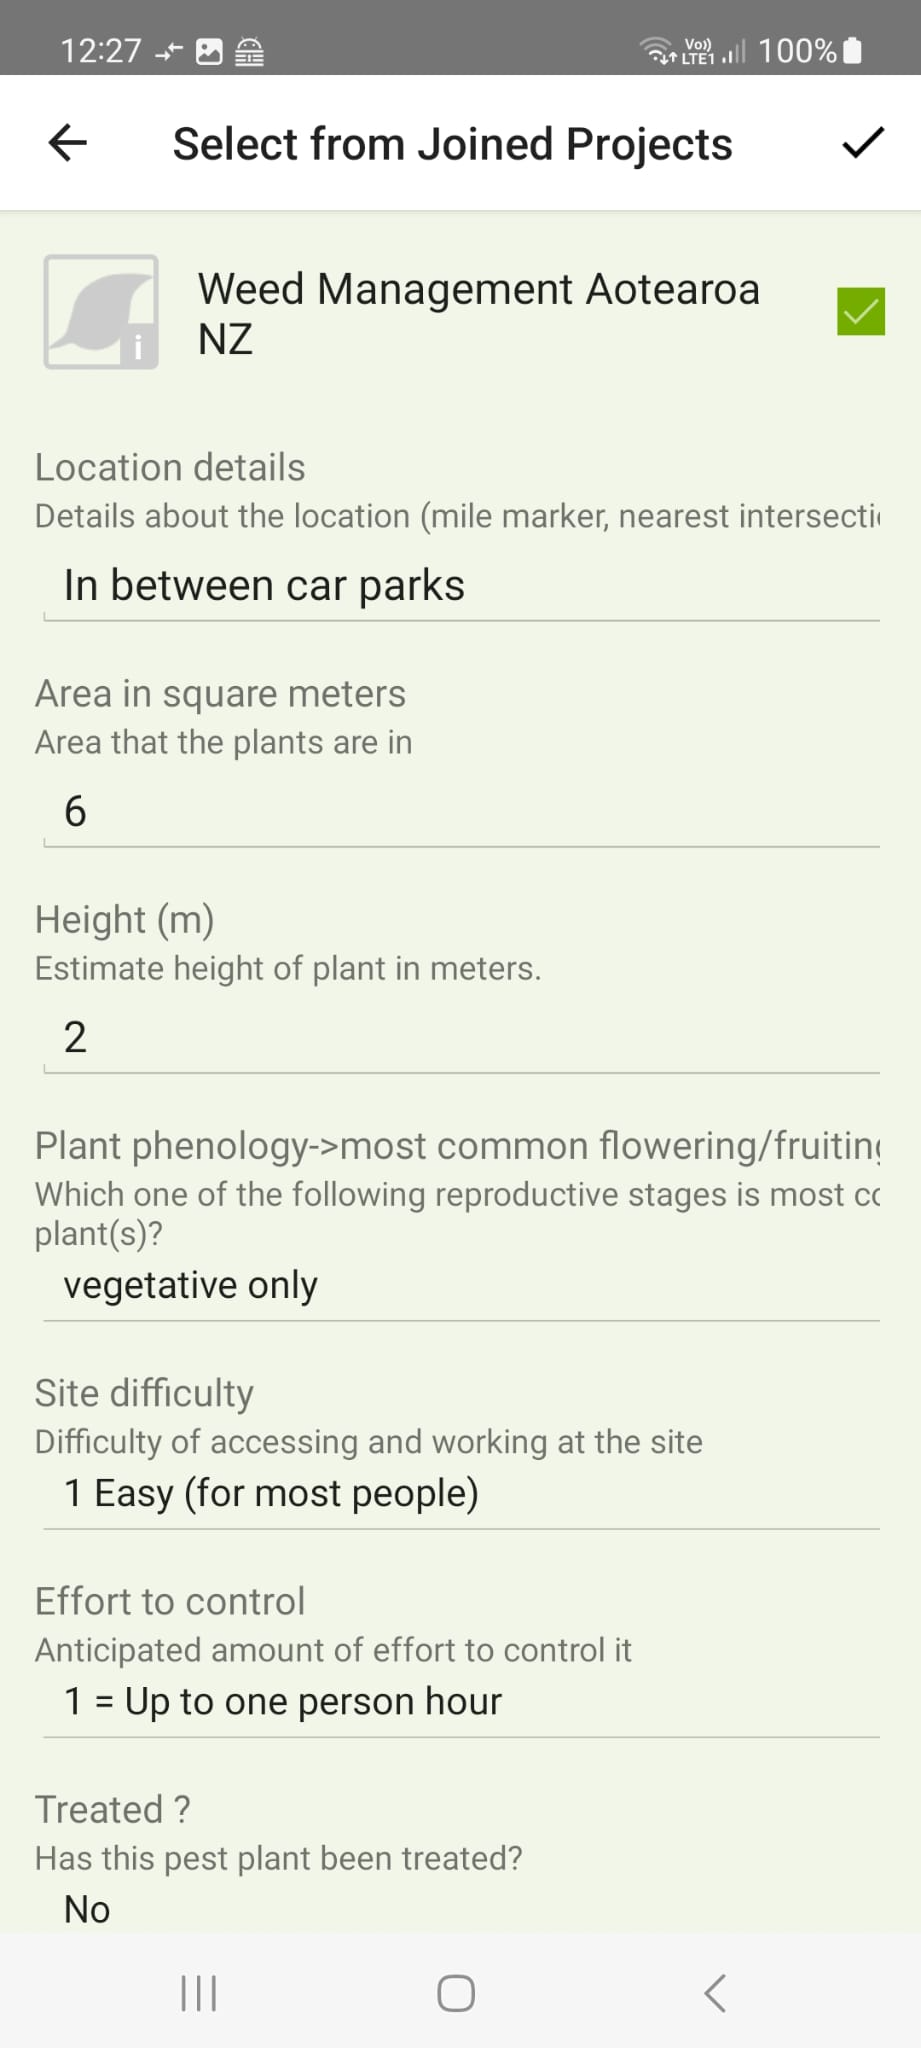 12:27 Vo)) LTE1 100%
Select from Joined Projects
Weed Management Aotearoa
NZ
i
Location details
Details about the location (mile marker, nearest intersecti
In between car parks
Area in square meters
Area that the plants are in
6
Height (m)
Estimate height of plant in meters.
2
Plant phenology->most common flowering/fruiting
Which one of the following reproductive stages is most co
plant(s)?
vegetative only
Site difficulty
Difficulty of accessing and working at the site
1 Easy (for most people)
Effort to control
Anticipated amount of effort to control it
1 = Up to one person hour
Treated ?
Has this pest plant been treated?
No